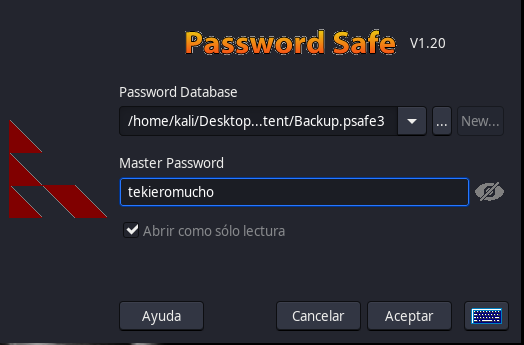 Password Safe V1.20
Password Database
/home/kali/Desktop...tent/Backup.psafe3
...
New...
Master Password
tekieromucho
Abrir como sólo lectura
Ayuda
Cancelar
Aceptar